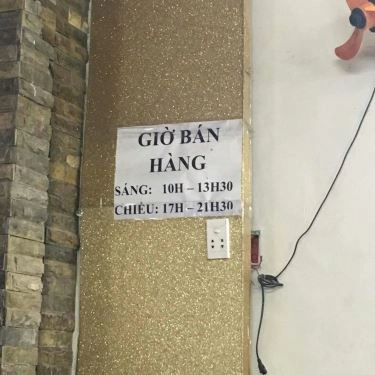 GIỜ BÁN
HÀNG
SÁNG: 10H – 13H30
CHIỀU: 17H – 21H30